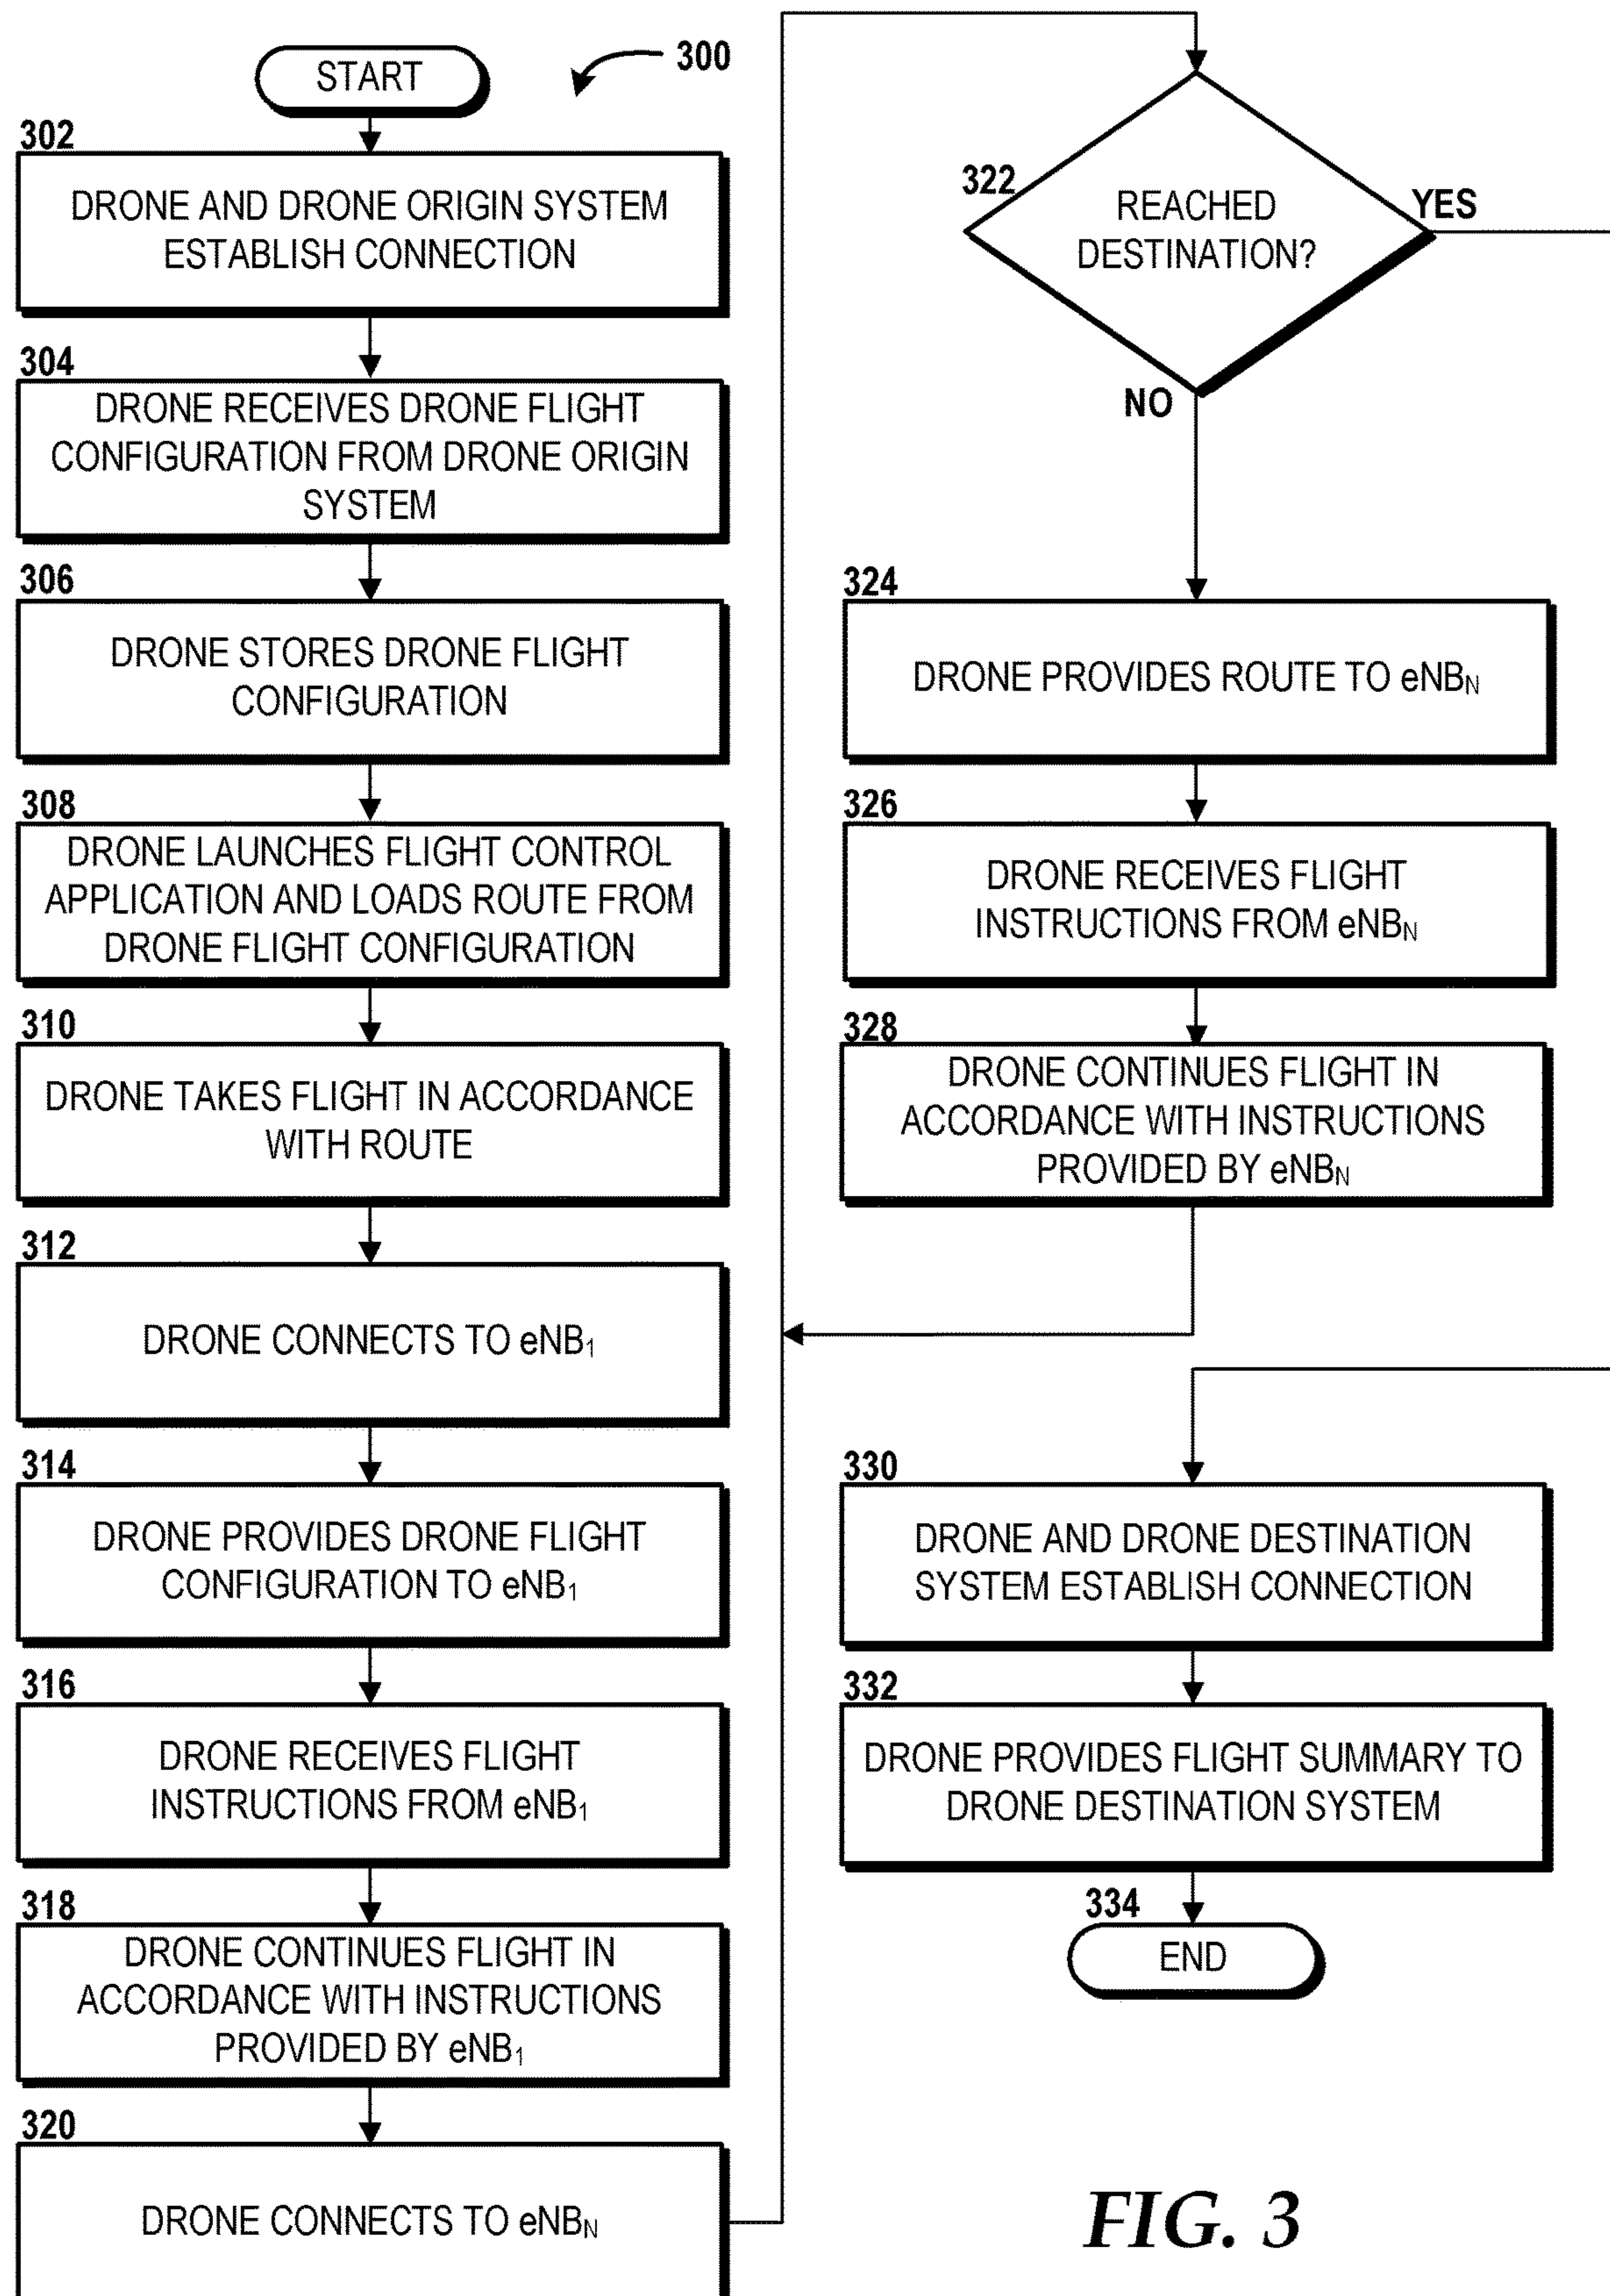 START
300
302
DRONE AND DRONE ORIGIN SYSTEM
ESTABLISH CONNECTION
304
DRONE RECEIVES DRONE FLIGHT
CONFIGURATION FROM DRONE ORIGIN
SYSTEM
306
DRONE STORES DRONE FLIGHT
CONFIGURATION
308
DRONE LAUNCHES FLIGHT CONTROL
APPLICATION AND LOADS ROUTE FROM
DRONE FLIGHT CONFIGURATION
310
DRONE TAKES FLIGHT IN ACCORDANCE
WITH ROUTE
312
DRONE CONNECTS TO eNB₁
314
DRONE PROVIDES DRONE FLIGHT
CONFIGURATION TO eNB₁
316
DRONE RECEIVES FLIGHT
INSTRUCTIONS FROM eNB₁
318
DRONE CONTINUES FLIGHT IN
ACCORDANCE WITH INSTRUCTIONS
PROVIDED BY eNB₁
320
DRONE CONNECTS TO eNBN
322
REACHED
DESTINATION?
YES
NO
324
DRONE PROVIDES ROUTE TO eNBN
326
DRONE RECEIVES FLIGHT
INSTRUCTIONS FROM eNBN
328
DRONE CONTINUES FLIGHT IN
ACCORDANCE WITH INSTRUCTIONS
PROVIDED BY eNBN
330
DRONE AND DRONE DESTINATION
SYSTEM ESTABLISH CONNECTION
332
DRONE PROVIDES FLIGHT SUMMARY TO
DRONE DESTINATION SYSTEM
334
END
FIG. 3